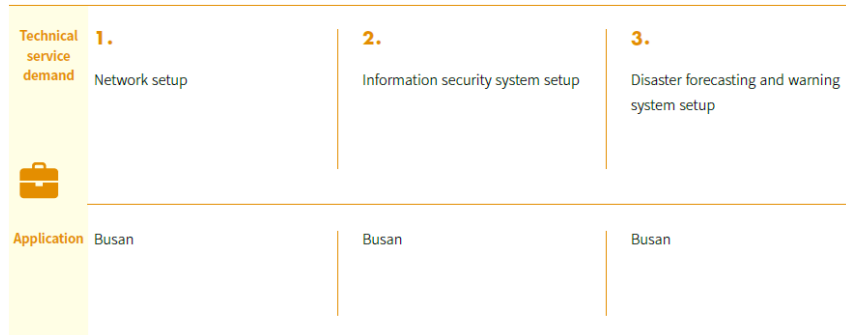 Technical
service
demand
1.
Network setup
2.
Information security system setup
3.
Disaster forecasting and warning
system setup
Application
Busan
Busan
Busan